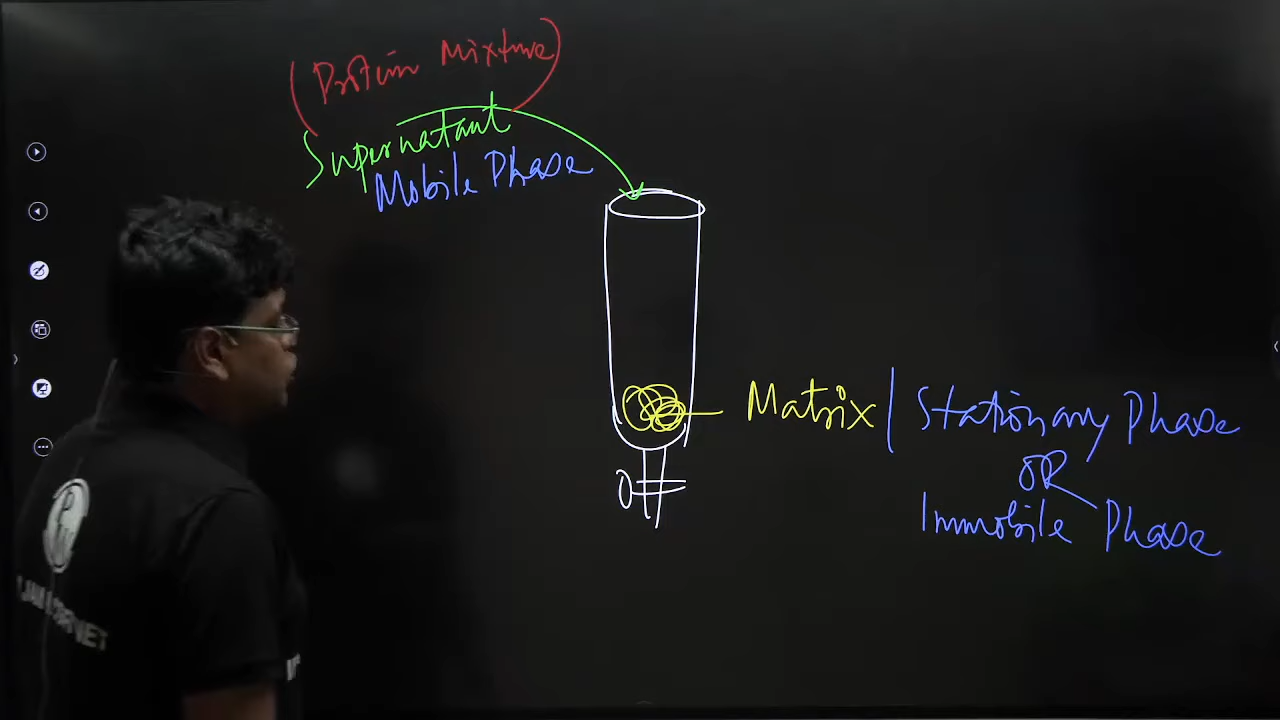 (Protein Mixture)
Supernatant
Mobile Phase
Matrix / Stationary Phase
OR
Immobile Phase